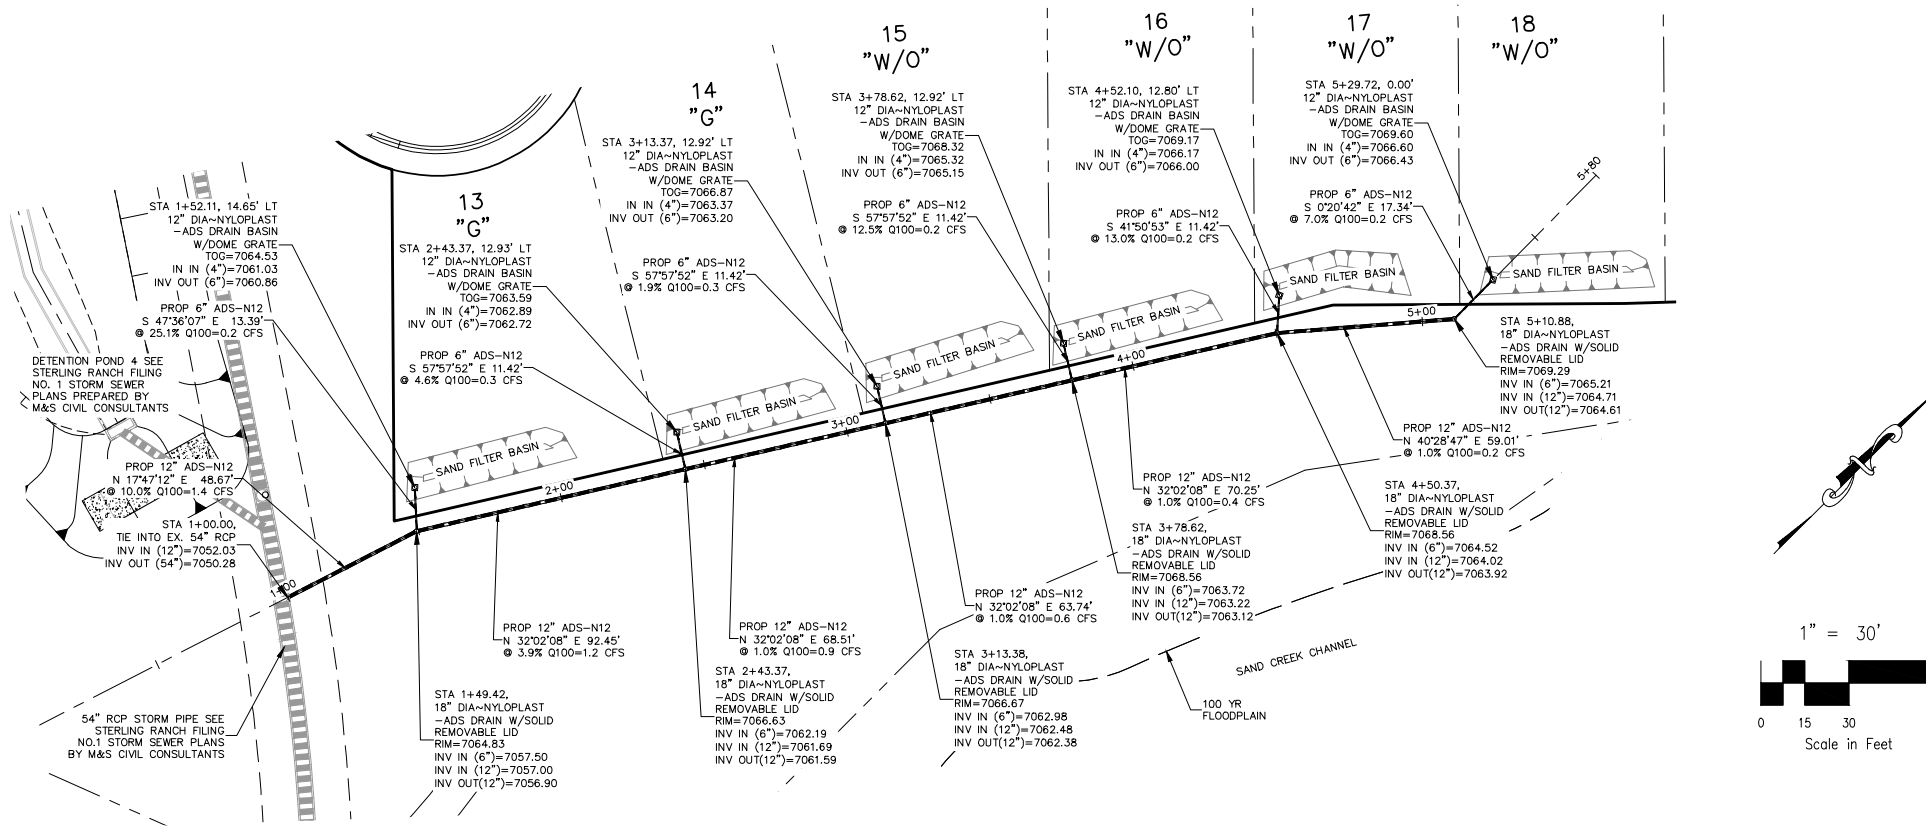 13
"G"
14
"G"
15
"W/O"
16
"W/O"
17
"W/O"
18
"W/O"
STA 1+52.11, 14.65' LT
12" DIA~NYLOPLAST
-ADS DRAIN BASIN
W/DOME GRATE
TOG=7064.53
IN IN (4")=7061.03
INV OUT (6")=7060.86
PROP 6" ADS-N12
S 47°36'07" E 13.39'
@ 25.1% Q100=0.2 CFS
STA 2+43.37, 12.93' LT
12" DIA~NYLOPLAST
-ADS DRAIN BASIN
W/DOME GRATE
TOG=7063.59
IN IN (4")=7062.89
INV OUT (6")=7062.72
PROP 6" ADS-N12
S 57°57'52" E 11.42'
@ 4.6% Q100=0.3 CFS
STA 3+13.37, 12.92' LT
12" DIA~NYLOPLAST
-ADS DRAIN BASIN
W/DOME GRATE
TOG=7066.87
IN IN (4")=7063.37
INV OUT (6")=7063.20
PROP 6" ADS-N12
S 57°57'52" E 11.42'
@ 1.9% Q100=0.3 CFS
STA 3+78.62, 12.92' LT
12" DIA~NYLOPLAST
-ADS DRAIN BASIN
W/DOME GRATE
TOG=7068.32
IN IN (4")=7065.32
INV OUT (6")=7065.15
PROP 6" ADS-N12
S 57°57'52" E 11.42'
@ 12.5% Q100=0.2 CFS
STA 4+52.10, 12.80' LT
12" DIA~NYLOPLAST
-ADS DRAIN BASIN
W/DOME GRATE
TOG=7069.17
IN IN (4")=7066.17
INV OUT (6")=7066.00
PROP 6" ADS-N12
S 41°50'53" E 11.42'
@ 13.0% Q100=0.2 CFS
STA 5+29.72, 0.00'
12" DIA~NYLOPLAST
-ADS DRAIN BASIN
W/DOME GRATE
TOG=7069.60
IN IN (4")=7066.60
INV OUT (6")=7066.43
PROP 6" ADS-N12
S 0°20'42" E 17.34'
@ 7.0% Q100=0.2 CFS
5+80
SAND FILTER BASIN
SAND FILTER BASIN
SAND FILTER BASIN
SAND FILTER BASIN
SAND FILTER BASIN
SAND FILTER BASIN
2+00
3+00
4+00
5+00
DETENTION POND 4 SEE
STERLING RANCH FILING
NO. 1 STORM SEWER
PLANS PREPARED BY
M&S CIVIL CONSULTANTS
PROP 12" ADS-N12
N 17°47'12" E 48.67'
@ 10.0% Q100=1.4 CFS
STA 1+00.00,
TIE INTO EX. 54" RCP
INV IN (12")=7052.03
INV OUT (54")=7050.28
54" RCP STORM PIPE SEE
STERLING RANCH FILING
NO.1 STORM SEWER PLANS
BY M&S CIVIL CONSULTANTS
STA 1+49.42,
18" DIA~NYLOPLAST
-ADS DRAIN W/SOLID
REMOVABLE LID
RIM=7064.83
INV IN (6")=7057.50
INV IN (12")=7057.00
INV OUT(12")=7056.90
PROP 12" ADS-N12
N 32°02'08" E 92.45'
@ 3.9% Q100=1.2 CFS
STA 2+43.37,
18" DIA~NYLOPLAST
-ADS DRAIN W/SOLID
REMOVABLE LID
RIM=7066.63
INV IN (6")=7062.19
INV IN (12")=7061.69
INV OUT(12")=7061.59
PROP 12" ADS-N12
N 32°02'08" E 68.51'
@ 1.0% Q100=0.9 CFS
STA 3+13.38,
18" DIA~NYLOPLAST
-ADS DRAIN W/SOLID
REMOVABLE LID
RIM=7066.67
INV IN (6")=7062.98
INV IN (12")=7062.48
INV OUT(12")=7062.38
PROP 12" ADS-N12
N 32°02'08" E 63.74'
@ 1.0% Q100=0.6 CFS
STA 3+78.62,
18" DIA~NYLOPLAST
-ADS DRAIN W/SOLID
REMOVABLE LID
RIM=7068.56
INV IN (6")=7063.72
INV IN (12")=7063.22
INV OUT(12")=7063.12
PROP 12" ADS-N12
N 32°02'08" E 70.25'
@ 1.0% Q100=0.4 CFS
STA 4+50.37,
18" DIA~NYLOPLAST
-ADS DRAIN W/SOLID
REMOVABLE LID
RIM=7068.56
INV IN (6")=7064.52
INV IN (12")=7064.02
INV OUT(12")=7063.92
PROP 12" ADS-N12
N 40°28'47" E 59.01'
@ 1.0% Q100=0.2 CFS
STA 5+10.88,
18" DIA~NYLOPLAST
-ADS DRAIN W/SOLID
REMOVABLE LID
RIM=7069.29
INV IN (6")=7065.21
INV IN (12")=7064.71
INV OUT(12")=7064.61
SAND CREEK CHANNEL
100 YR
FLOODPLAIN
1" = 30'
0 15 30
Scale in Feet